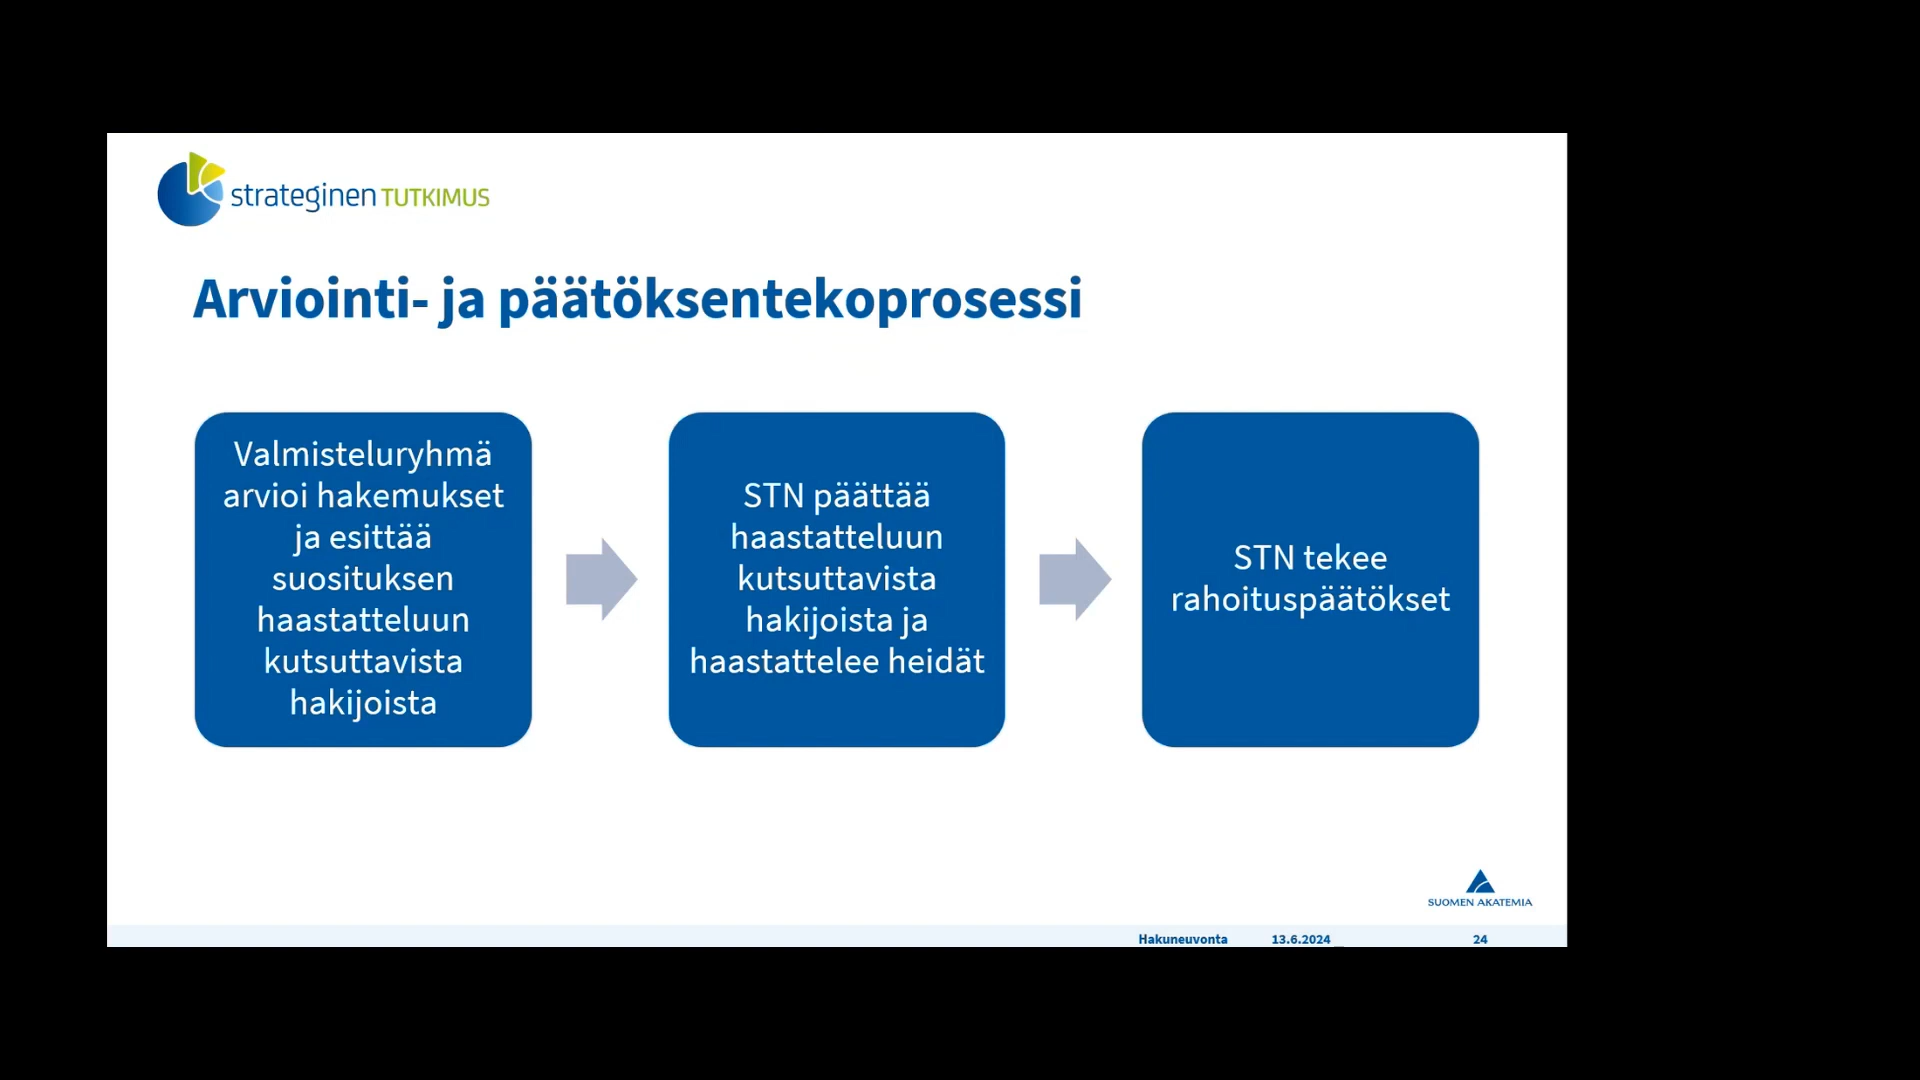 strateginen TUTKIMUS
Arviointi- ja päätöksentekoprosessi
Valmisteluryhmä
arvioi hakemukset
ja esittää
suosituksen
haastatteluun
kutsuttavista
hakijoista
STN päättää
haastatteluun
kutsuttavista
hakijoista ja
haastattelee heidät
STN tekee
rahoituspäätökset
SUOMEN AKATEMIA
Hakuneuvonta 13.6.2024 24